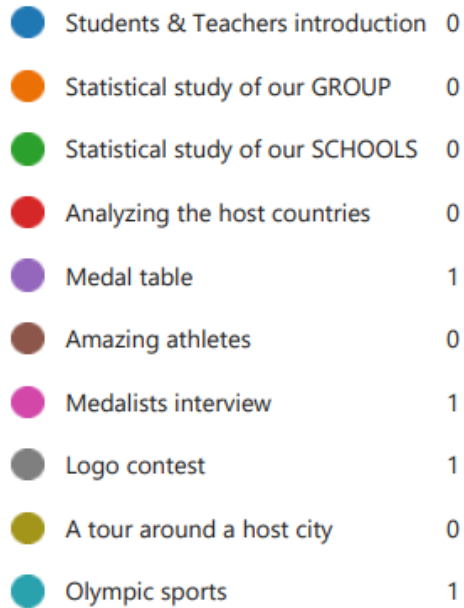 Students & Teachers introduction 0
Statistical study of our GROUP 0
Statistical study of our SCHOOLS 0
Analyzing the host countries 0
Medal table 1
Amazing athletes 0
Medalists interview 1
Logo contest 1
A tour around a host city 0
Olympic sports 1